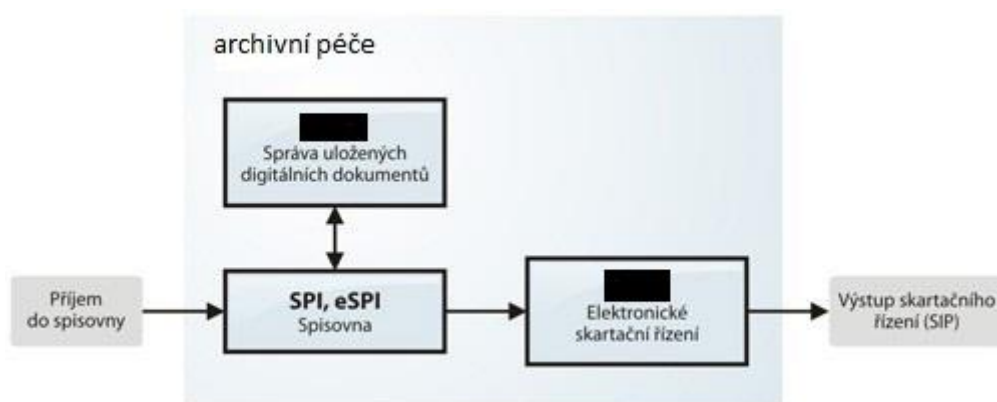 archivní péče
Správa uložených
digitálních dokumentů
Příjem
do spisovny
SPI, eSPI
Spisovna
Elektronické
skartační řízení
Výstup skartačního
řízení (SIP)